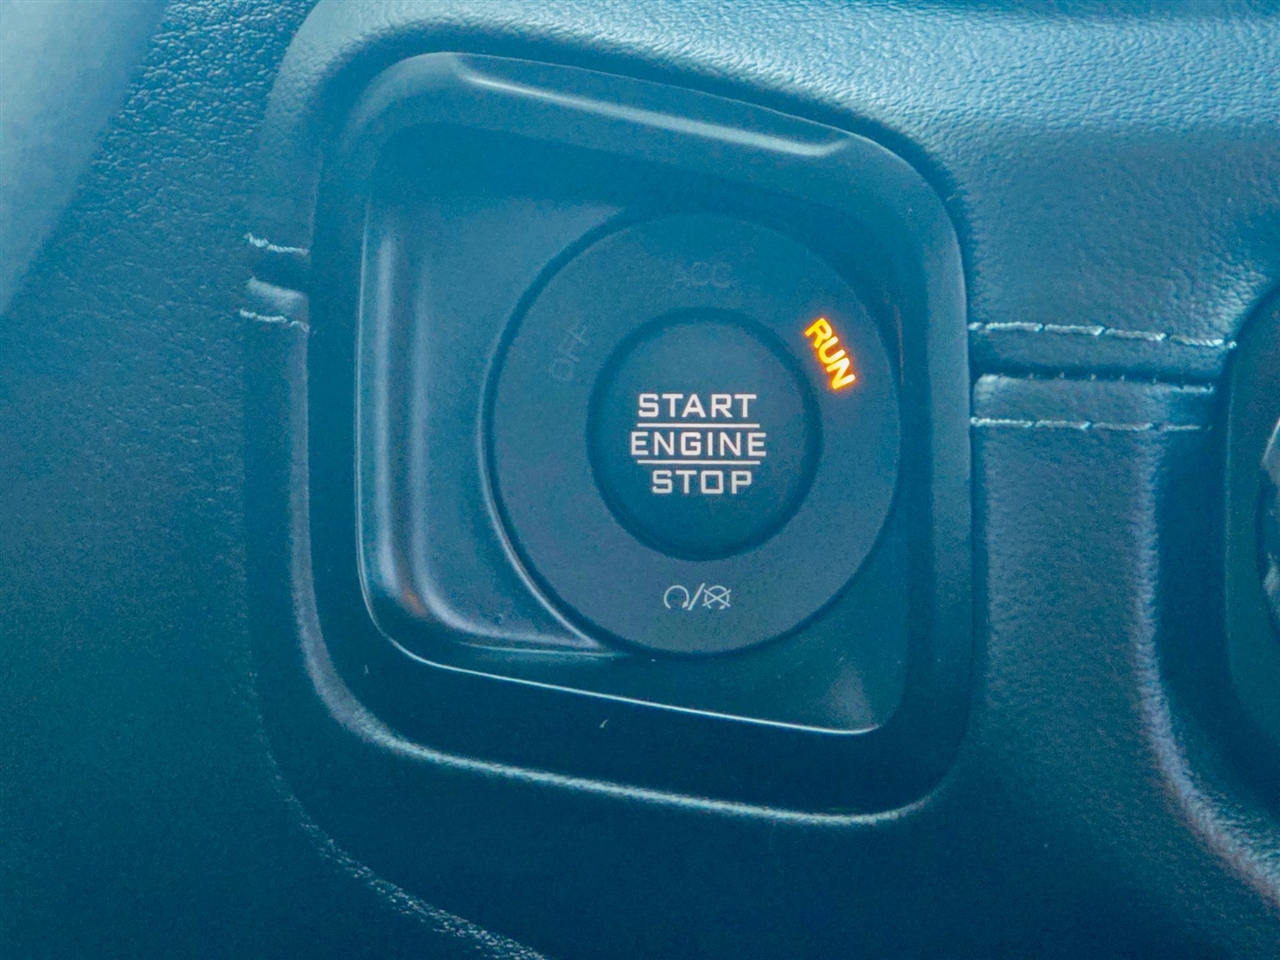 ACC
OFF
RUN
START
ENGINE
STOP